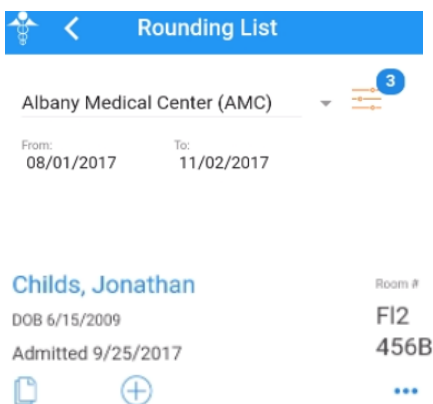 Rounding List
3
Albany Medical Center (AMC)
From: To:
08/01/2017 11/02/2017
Childs, Jonathan Room #
DOB 6/15/2009 Fl2
Admitted 9/25/2017 456B